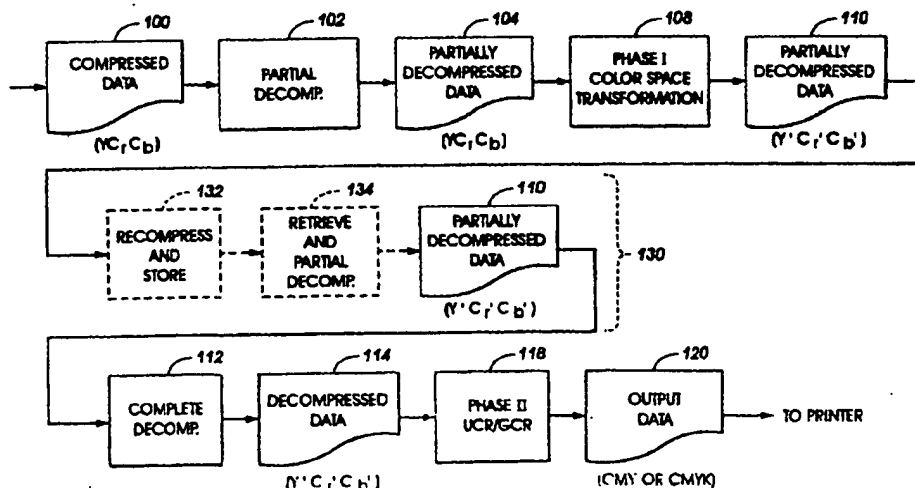 100
COMPRESSED
DATA
(YCrCb)
102
PARTIAL
DECOMP.
104
PARTIALLY
DECOMPRESSED
DATA
(YCrCb)
108
PHASE I
COLOR SPACE
TRANSFORMATION
110
PARTIALLY
DECOMPRESSED
DATA
(Y'Cr'Cb')
132
RECOMPRESS
AND
STORE
134
RETRIEVE
AND
PARTIAL
DECOMP.
110
PARTIALLY
DECOMPRESSED
DATA
(Y'Cr'Cb')
130
112
COMPLETE
DECOMP.
114
DECOMPRESSED
DATA
(Y'Cr'Cb')
118
PHASE II
UCR/GCR
120
OUTPUT
DATA
(CMY OR CMYK)
TO PRINTER